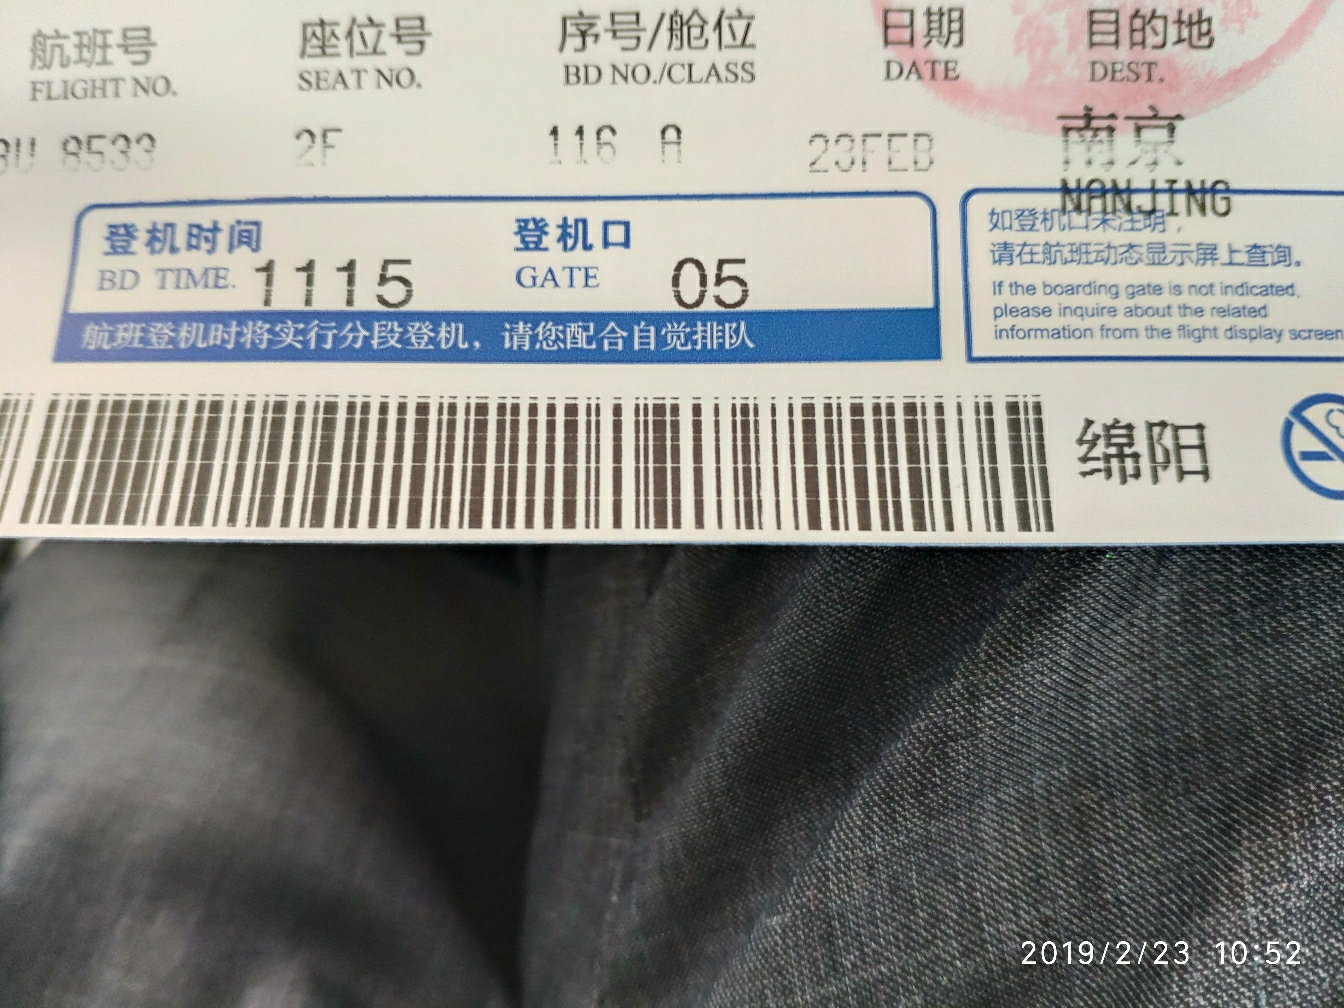 航班号 座位号 序号/舱位 日期 目的地
FLIGHT NO. SEAT NO. BD NO./CLASS DATE DEST.
南京
8533 2F 116 A 23FEB
NANJING
登机时间 登机口
BD TIME. 1115 GATE 05
航班登机时将实行分段登机，请您配合自觉排队
如登机口未注明，
请在航班动态显示屏上查询。
If the boarding gate is not indicated,
please inquire about the related
information from the flight display screen
绵阳
2019/2/23 10:52